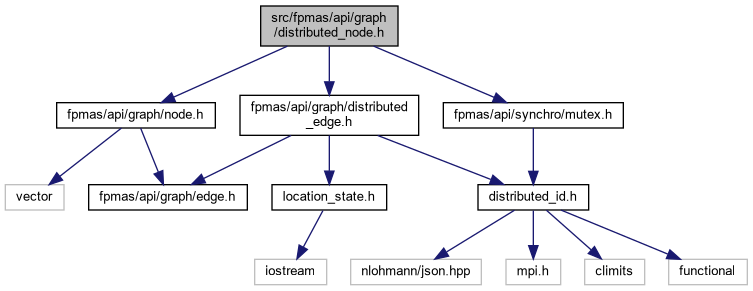 src/fpmas/api/graph
/distributed_node.h
fpmas/api/graph/node.h
fpmas/api/graph/distributed
_edge.h
fpmas/api/synchro/mutex.h
vector
fpmas/api/graph/edge.h
location_state.h
distributed_id.h
iostream
nlohmann/json.hpp
mpi.h
climits
functional